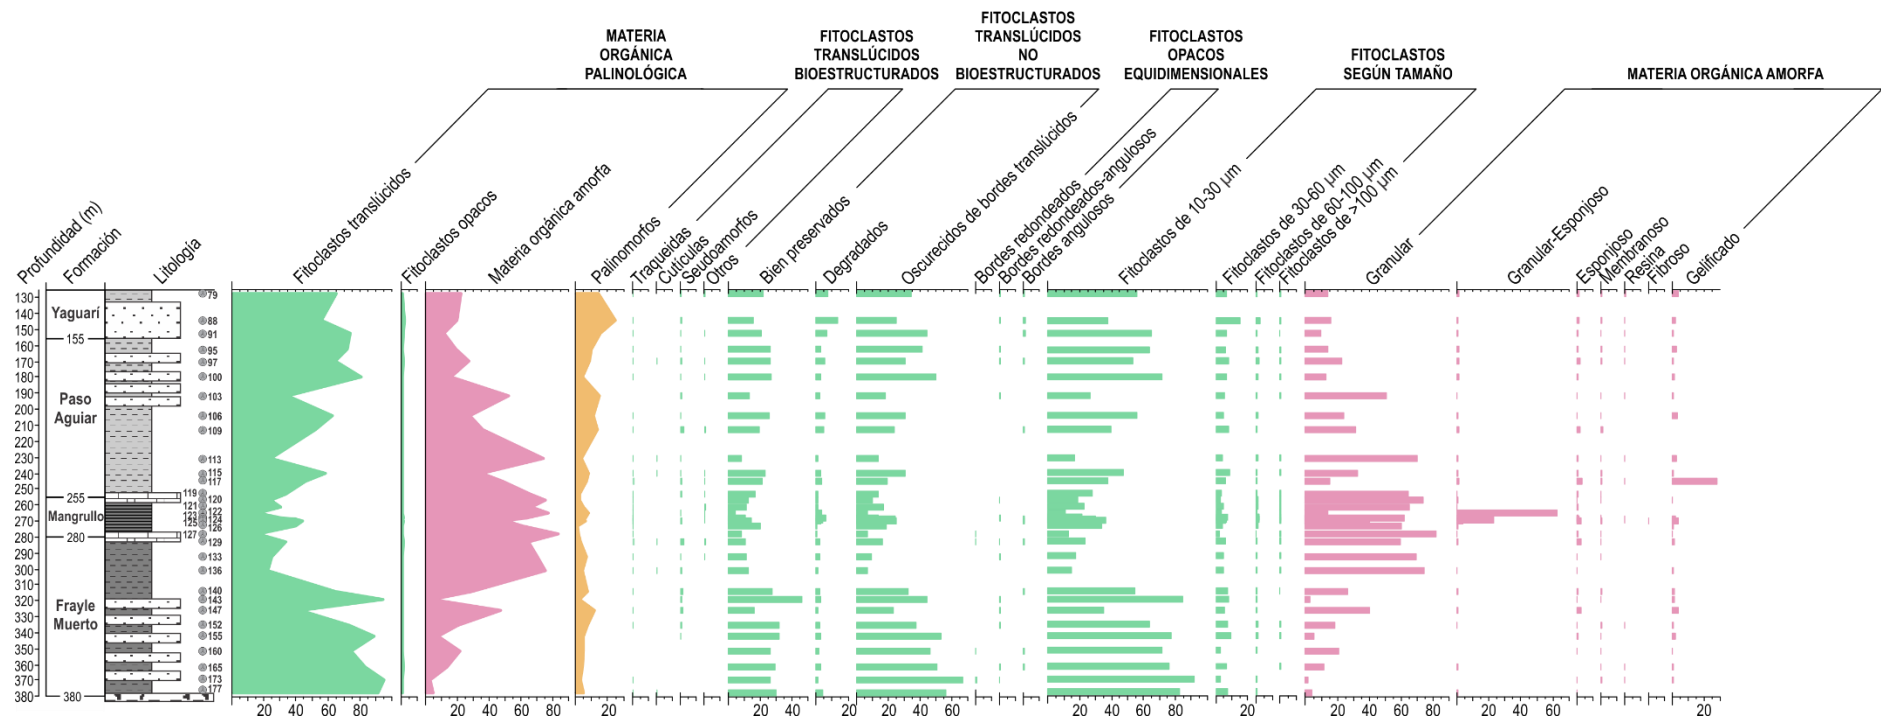 MATERIA
ORGÁNICA
PALINOLÓGICA
FITOCLASTOS
TRANSLÚCIDOS
BIOESTRUCTURADOS
FITOCLASTOS
TRANSLÚCIDOS
NO
BIOESTRUCTURADOS
FITOCLASTOS
OPACOS
EQUIDIMENSIONALES
FITOCLASTOS
SEGÚN TAMAÑO
MATERIA ORGÁNICA AMORFA
Profundidad (m)
Formación
Litología
Fitoclastos translúcidos
Fitoclastos opacos
Materia orgánica amorfa
Palinomorfos
Traqueidas
Cutículas
Seudoamorfos
Otros
Bien preservados
Degradados
Oscurecidos de bordes translúcidos
Bordes redondeados
Bordes redondeados-angulosos
Bordes angulosos
Fitoclastos de 10-30 µm
Fitoclastos de 30-60 µm
Fitoclastos de 60-100 µm
Fitoclastos de >100 µm
Granular
Granular-Esponjoso
Esponjoso
Membranoso
Resina
Fibroso
Gelificado
130
140
150
160
170
180
190
200
210
220
230
240
250
260
270
280
290
300
310
320
330
340
350
360
370
380
Yaguarí
155
Paso
Aguiar
255
Mangrullo
280
Frayle
Muerto
380
79
88
91
95
97
100
103
106
109
113
115
117
119
120
121
122
124
126
127
129
133
136
140
143
147
152
155
160
165
173
177
20 40 60 80
20 40 60 80
20
20 40
20
20 40 60
20 40 60 80
20
20 40 60 80
20 40 60
20